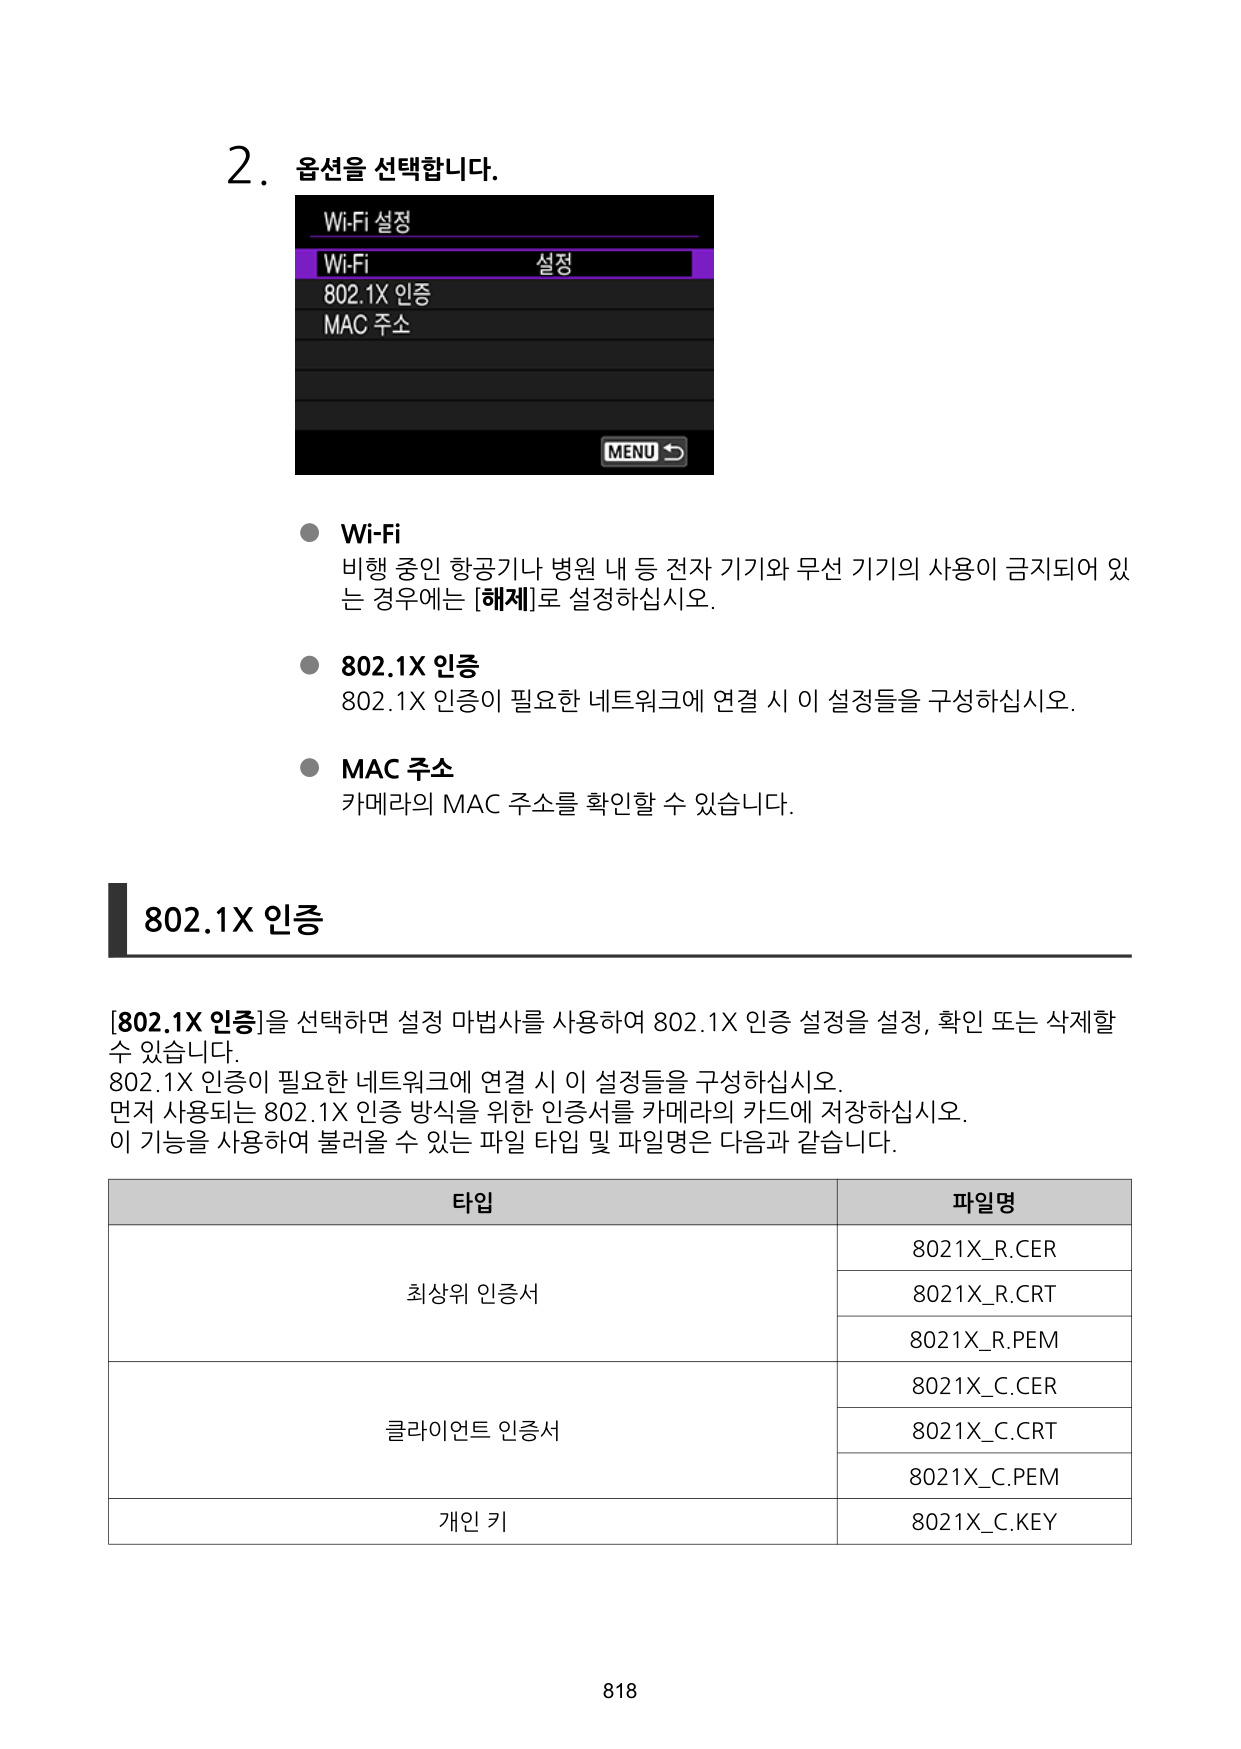 2. 옵션을 선택합니다.
Wi-Fi 설정
Wi-Fi 설정
802.1X 인증
MAC 주소
MENU
● Wi-Fi
비행 중인 항공기나 병원 내 등 전자 기기와 무선 기기의 사용이 금지되어 있
는 경우에는 [해제]로 설정하십시오.
● 802.1X 인증
802.1X 인증이 필요한 네트워크에 연결 시 이 설정들을 구성하십시오.
● MAC 주소
카메라의 MAC 주소를 확인할 수 있습니다.
802.1X 인증
[802.1X 인증]을 선택하면 설정 마법사를 사용하여 802.1X 인증 설정을 설정, 확인 또는 삭제할
수 있습니다.
802.1X 인증이 필요한 네트워크에 연결 시 이 설정들을 구성하십시오.
먼저 사용되는 802.1X 인증 방식을 위한 인증서를 카메라의 카드에 저장하십시오.
이 기능을 사용하여 불러올 수 있는 파일 타입 및 파일명은 다음과 같습니다.
타입 파일명
최상위 인증서
8021X_R.CER
8021X_R.CRT
8021X_R.PEM
클라이언트 인증서
8021X_C.CER
8021X_C.CRT
8021X_C.PEM
개인 키 8021X_C.KEY
818